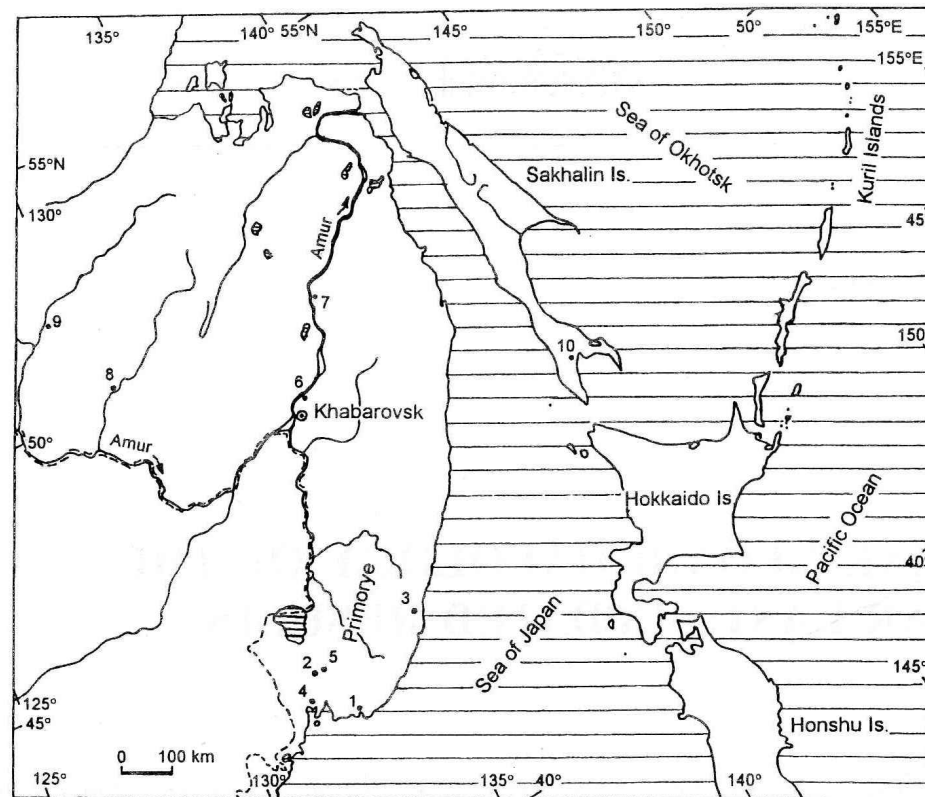 135° 140° 55°N 145° 150° 50° 155°E
155°E
55°N
130°
Sea of Okhotsk
Sakhalin Is.
Kuril Islands
45
Amur
7
9
150
10
8
6
Khabarovsk
50°
Amur
Hokkaido Is.
Pacific Ocean
40
Primorye
3
Sea of Japan
2 5
145°
4 1
125°
45°
Honshu Is.
0 100 km
125° 130° 135° 40° 140°